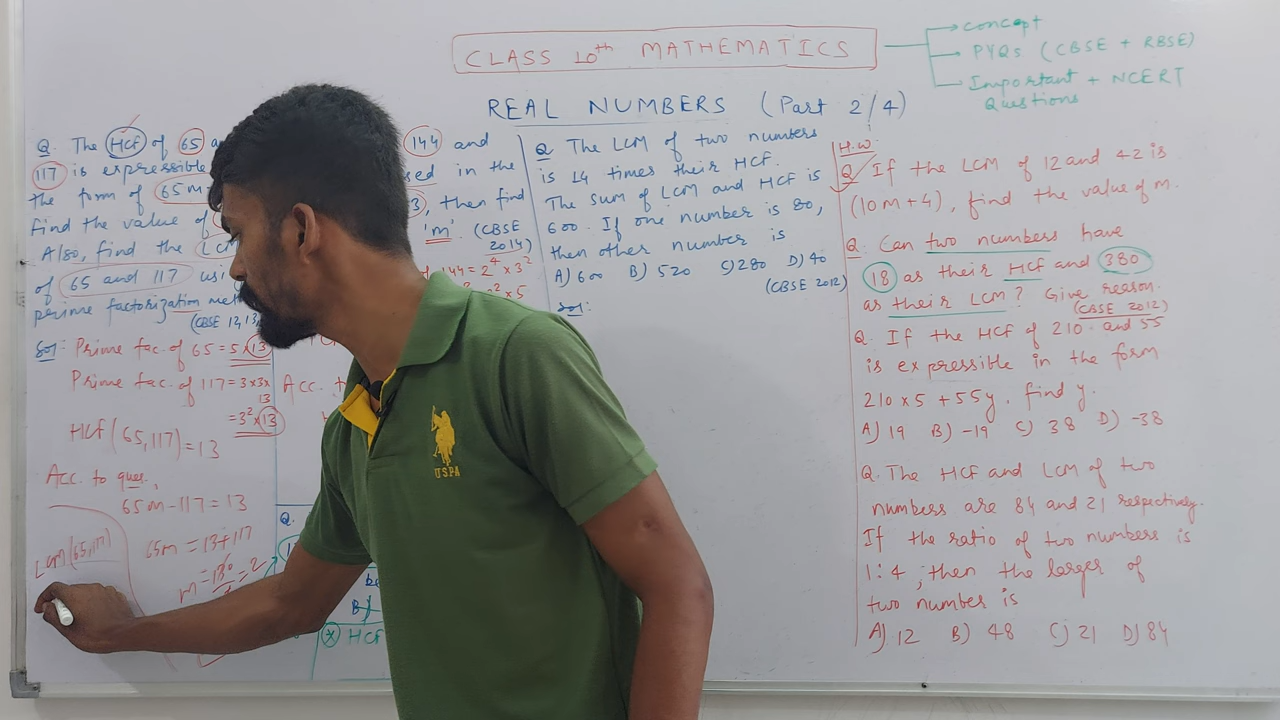 CLASS 10th MATHEMATICS
concept
PYQs (CBSE + RBSE)
Important + NCERT
Questions
REAL NUMBERS (Part 2/4)
Q. The HCF of 65
117 is expressible
the form of 65m
find the value of
Also, find the LCM
of 65 and 117
prime factorization
(CBSE 12,13
Sol: Prime fac. of 65 = 5×13
Prime fac. of 117 = 3×3×
13
= 3²×13
HCF (65,117) = 13
Acc. to ques.,
65m - 117 = 13
65m = 13+117
m = 130 = 2
LCM (65,117)
144 and
sed in the
3, then find
'm'. (CBSE
2014)
144 = 2⁴ × 3²
×5
Acc. t
Q.
B)
(*) HCF
Q The LCM of two numbers
is 14 times their HCF.
The sum of LCM and HCF is
600. If one number is 80,
then other number is
A) 600 B) 520 C) 280 D) 40
(CBSE 2012)
Sol:
H.W.
Q If the LCM of 12 and 42 is
(10m+4), find the value of m.
Q. Can two numbers have
18 as their HCF and 380
as their LCM? Give reason.
(CBSE 2012)
Q. If the HCF of 210 and 55
is expressible in the form
210×5 + 55y, find y.
A) 19 B) -19 C) 38 D) -38
Q. The HCF and LCM of two
numbers are 84 and 21 respectively.
If the ratio of two numbers is
1:4, then the larger of
two number is
A) 12 B) 48 C) 21 D) 84
USPA